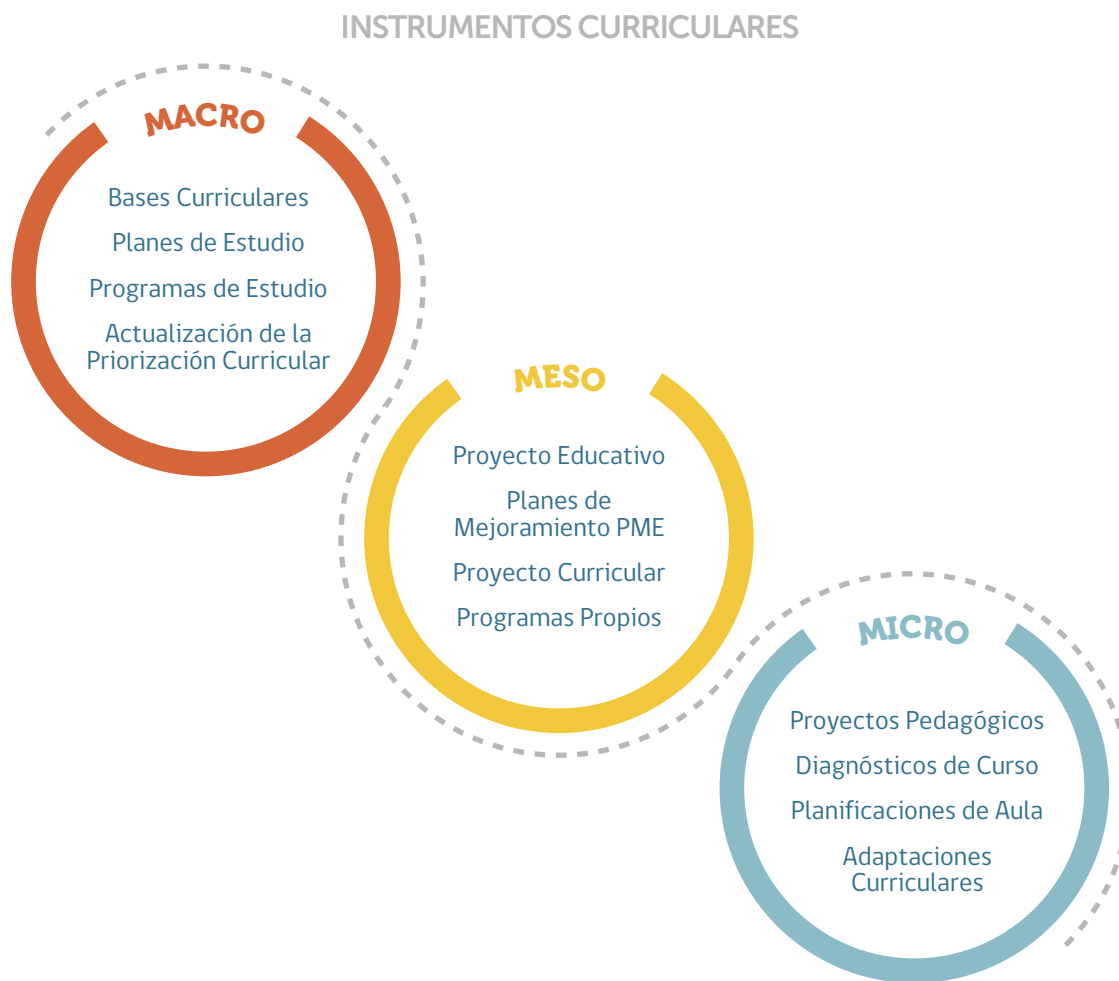 INSTRUMENTOS CURRICULARES
MACRO
Bases Curriculares
Planes de Estudio
Programas de Estudio
Actualización de la
Priorización Curricular
MESO
Proyecto Educativo
Planes de
Mejoramiento PME
Proyecto Curricular
Programas Propios
MICRO
Proyectos Pedagógicos
Diagnósticos de Curso
Planificaciones de Aula
Adaptaciones
Curriculares